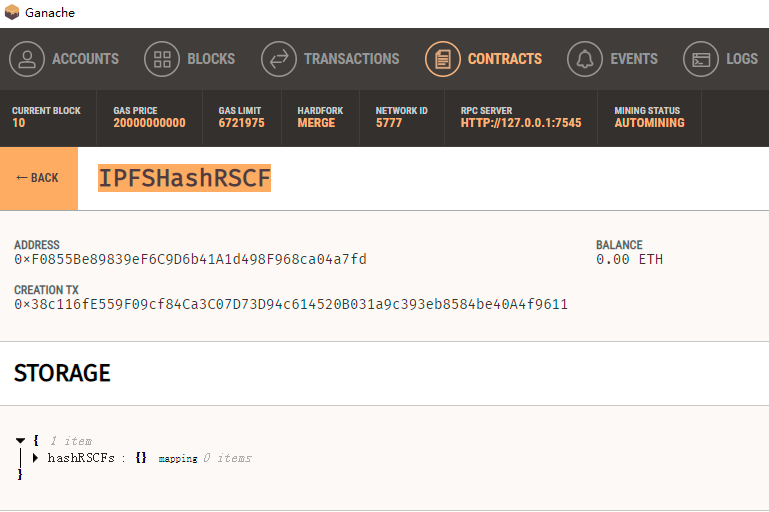 Ganache
ACCOUNTS BLOCKS TRANSACTIONS CONTRACTS EVENTS LOGS
CURRENT BLOCK GAS PRICE GAS LIMIT HARDFORK NETWORK ID RPC SERVER MINING STATUS
10 20000000000 6721975 MERGE 5777 HTTP://127.0.0.1:7545 AUTOMINING
← BACK IPFSHashRSCF
ADDRESS BALANCE
0×F0855Be89839eF6C9D6b41A1d498F968ca04a7fd 0.00 ETH
CREATION TX
0×38c116fE559F09cf84Ca3C07D73D94c614520B031a9c393eb8584be40A4f9611
STORAGE
{ 1 item
hashRSCFs : {} mapping 0 items
}